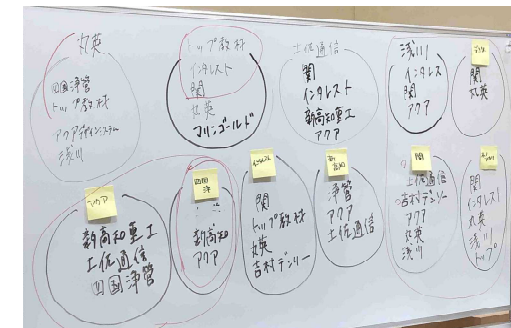 丸英
四国浄管
トップ教材
アクアデザインシステム
浅川
トップ教材
インタレスト
関
丸英
マリンゴールド
土佐通信
関
インタレスト
新高知重工
アクア
浅川
インタレス
関
アクア
関
丸英
アクア
新高知重工
土佐通信
四国浄管
四国
浄
新高知
アクア
関
トップ教材
丸英
吉村デンリー
浄管
アクア
土佐通信
関
土佐通信
吉村デンリー
アクア
丸英
浅川
関
インタレスト
丸英
浅川
トップ